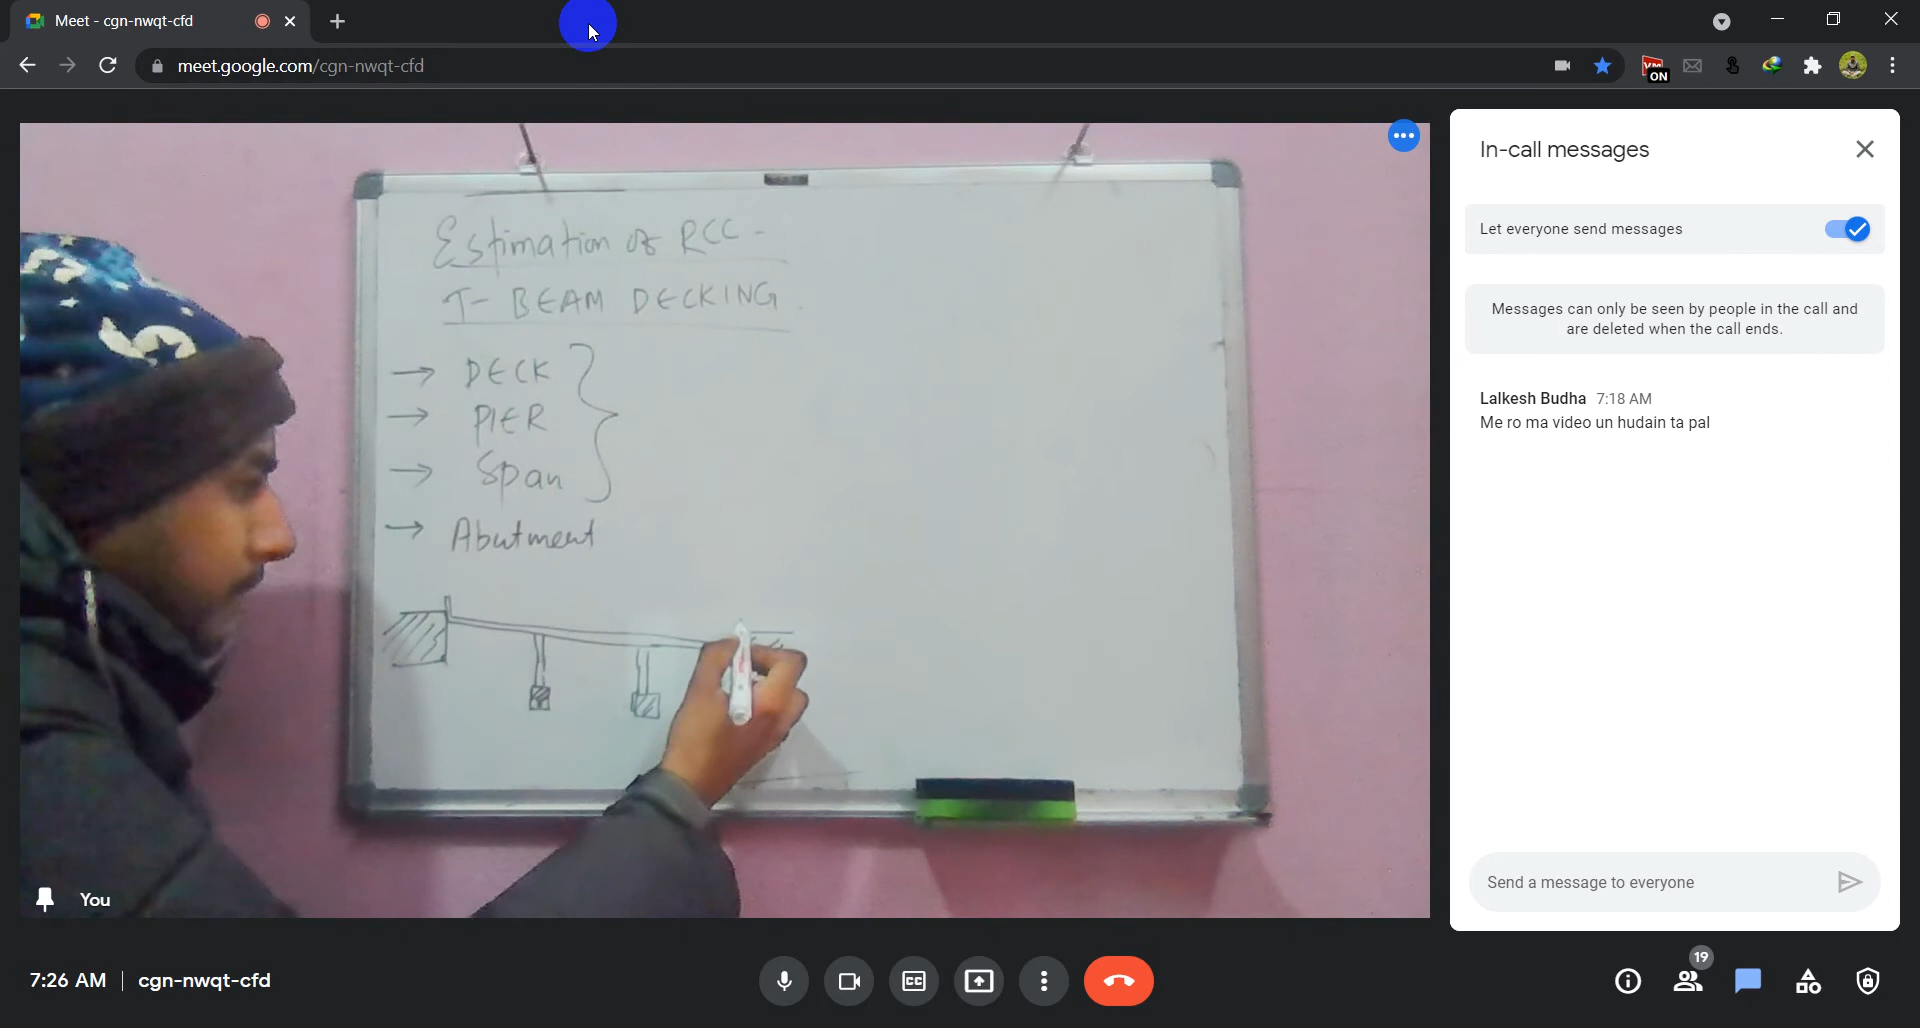 Meet - cgn-nwqt-cfd
meet.google.com/cgn-nwqt-cfd
ON
Estimation of RCC -
T- BEAM DECKING
→ DECK
→ PIER
→ Span
→ Abutment
You
In-call messages
Let everyone send messages
Messages can only be seen by people in the call and
are deleted when the call ends.
Lalkesh Budha 7:18 AM
Me ro ma video un hudain ta pal
Send a message to everyone
7:26 AM | cgn-nwqt-cfd
CC
19